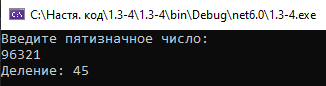 C:\Настя. код\1.3-4\1.3-4\bin\Debug\net6.0\1.3-4.exe
Введите пятизначное число:
96321
Деление: 45